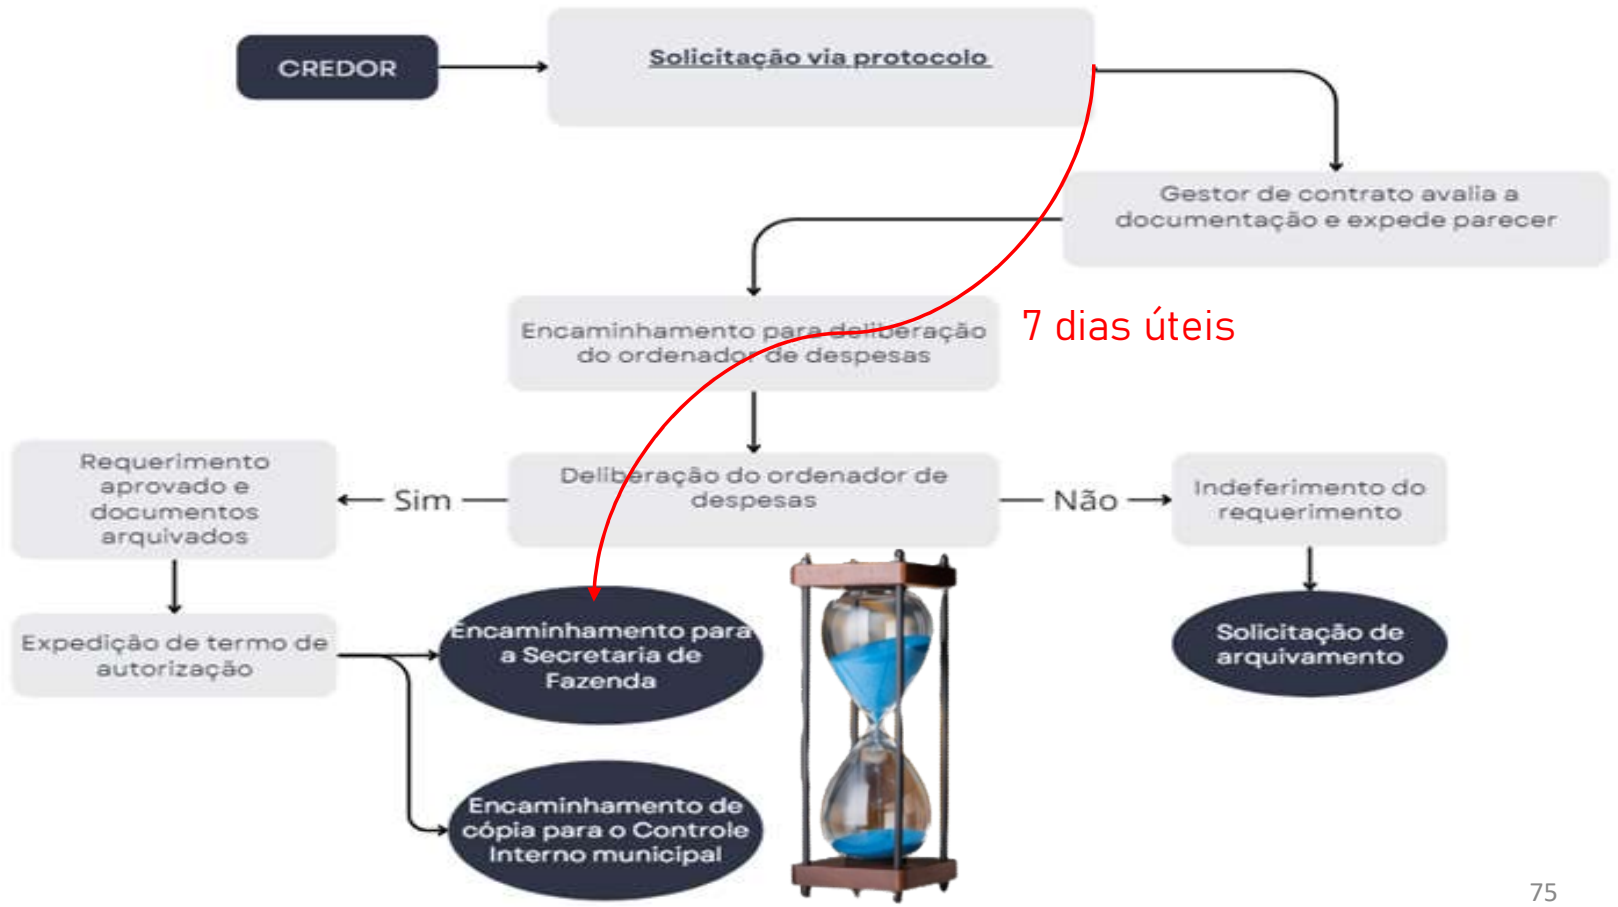 CREDOR
Solicitação via protocolo
Gestor de contrato avalia a
documentação e expede parecer
Encaminhamento para deliberação
do ordenador de despesas
7 dias úteis
Requerimento
aprovado e
documentos
arquivados
Sim
Deliberação do ordenador de
despesas
Não
Indeferimento do
requerimento
Expedição de termo de
autorização
Encaminhamento para
a Secretaria de
Fazenda
Solicitação de
arquivamento
Encaminhamento de
cópia para o Controle
Interno municipal
75